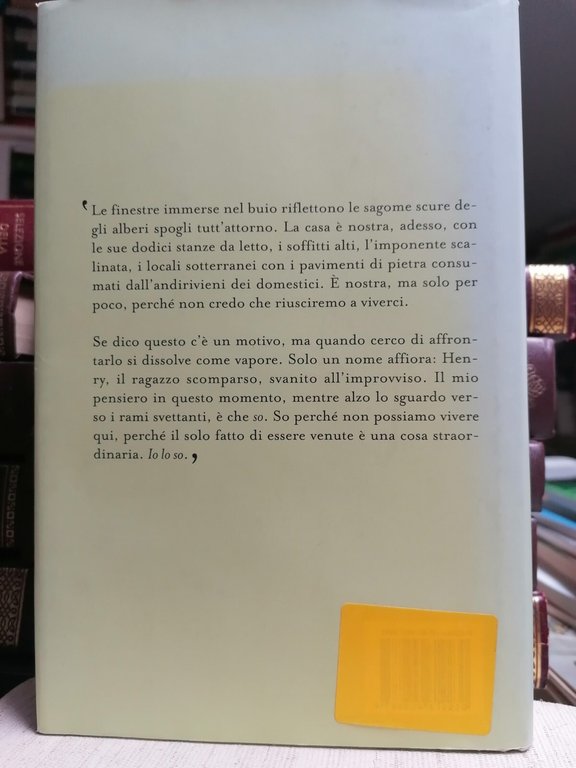 ‘Le finestre immerse nel buio riflettono le sagome scure de-
gli alberi spogli tutt'attorno. La casa è nostra, adesso, con
le sue dodici stanze da letto, i soffitti alti, l'imponente sca-
linata, i locali sotterranei con i pavimenti di pietra consu-
mati dall'andirivieni dei domestici. È nostra, ma solo per
poco, perché non credo che riusciremo a viverci.
Se dico questo c'è un motivo, ma quando cerco di affron-
tarlo si dissolve come vapore. Solo un nome affiora: Hen-
ry, il ragazzo scomparso, svanito all'improvviso. Il mio
pensiero in questo momento, mentre alzo lo sguardo ver-
so i rami svettanti, è che so. So perché non possiamo vivere
qui, perché il solo fatto di essere venute è una cosa straor-
dinaria. Io lo so.’
SELEZIONE
DELLA